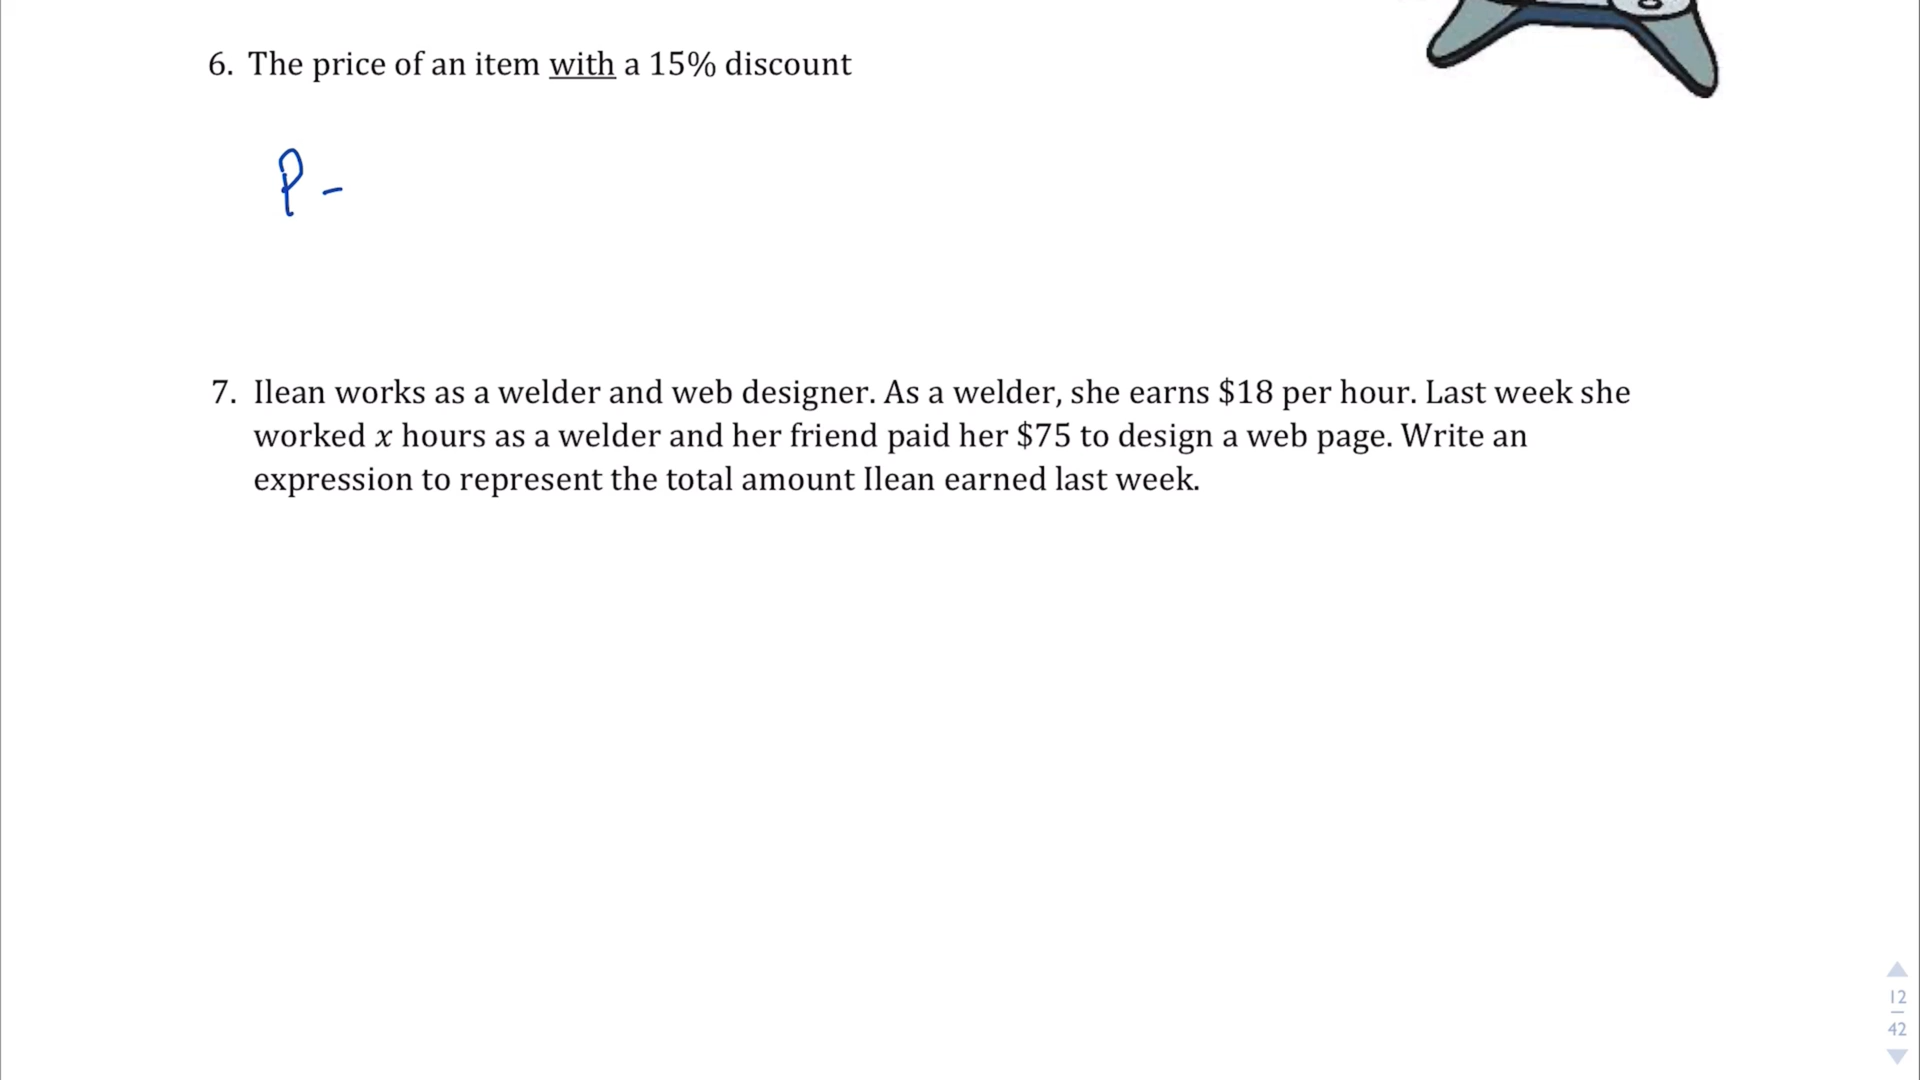 6. The price of an item with a 15% discount
P -
7. Ilean works as a welder and web designer. As a welder, she earns $18 per hour. Last week she
worked x hours as a welder and her friend paid her $75 to design a web page. Write an
expression to represent the total amount Ilean earned last week.
12
42